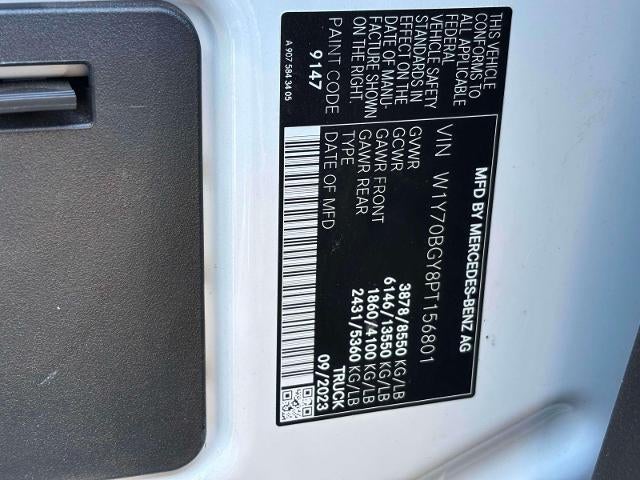 MFD BY MERCEDES-BENZ AG
VIN W1Y70BGY8PT156801
GVWR 3878/8550 KG/LB
GCWR 6146/13550 KG/LB
GAWR FRONT 1860/4100 KG/LB
GAWR REAR 2431/5360 KG/LB
TYPE TRUCK
DATE OF MFD 09/2023
THIS VEHICLE
CONFORMS TO
ALL APPLICABLE
FEDERAL
VEHICLE SAFETY
STANDARDS IN
EFFECT ON THE
DATE OF MANU-
FACTURE SHOWN
ON THE RIGHT.
PAINT CODE
9147
A 907 584 34 05